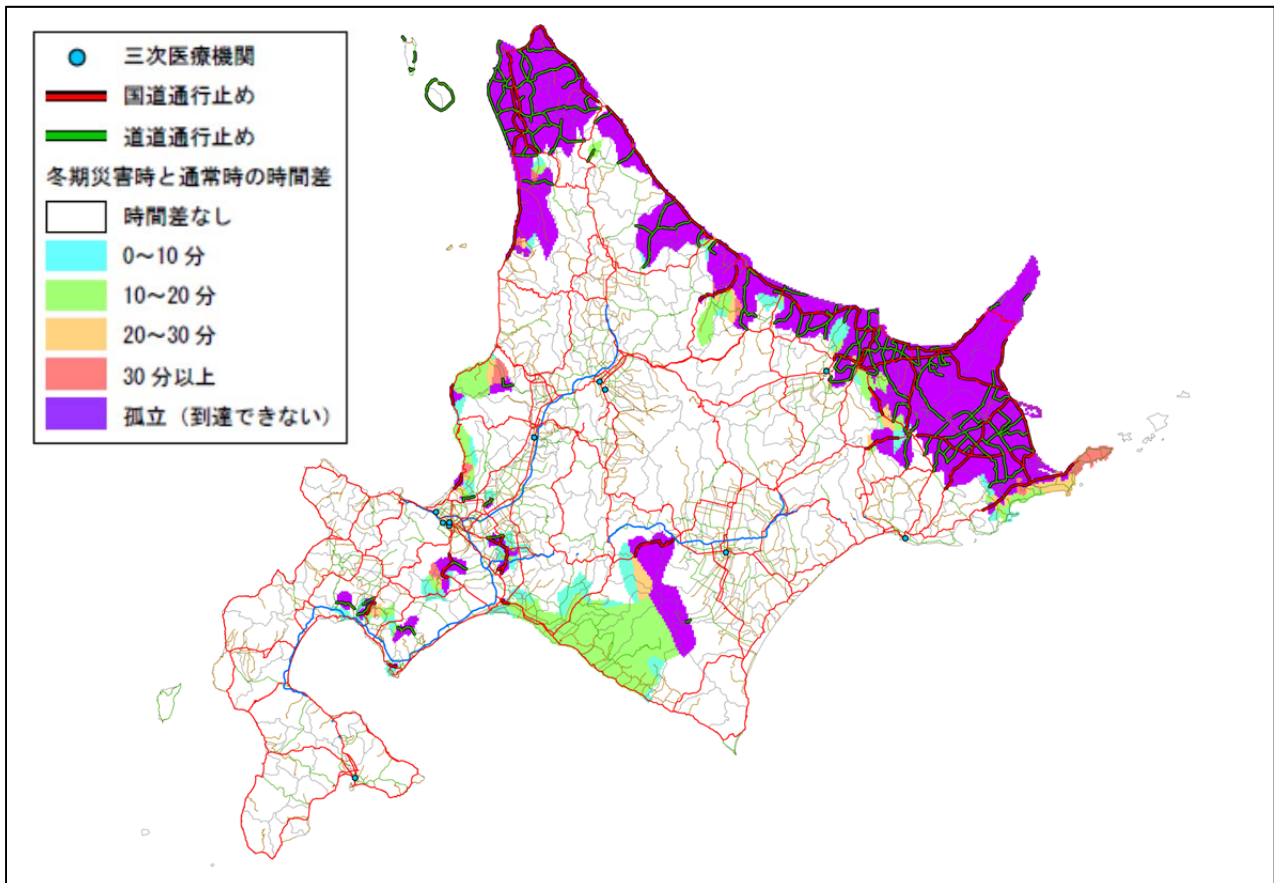 三次医療機関
国道通行止め
道道通行止め
冬期災害時と通常時の時間差
時間差なし
0～10 分
10～20 分
20～30 分
30 分以上
孤立（到達できない）